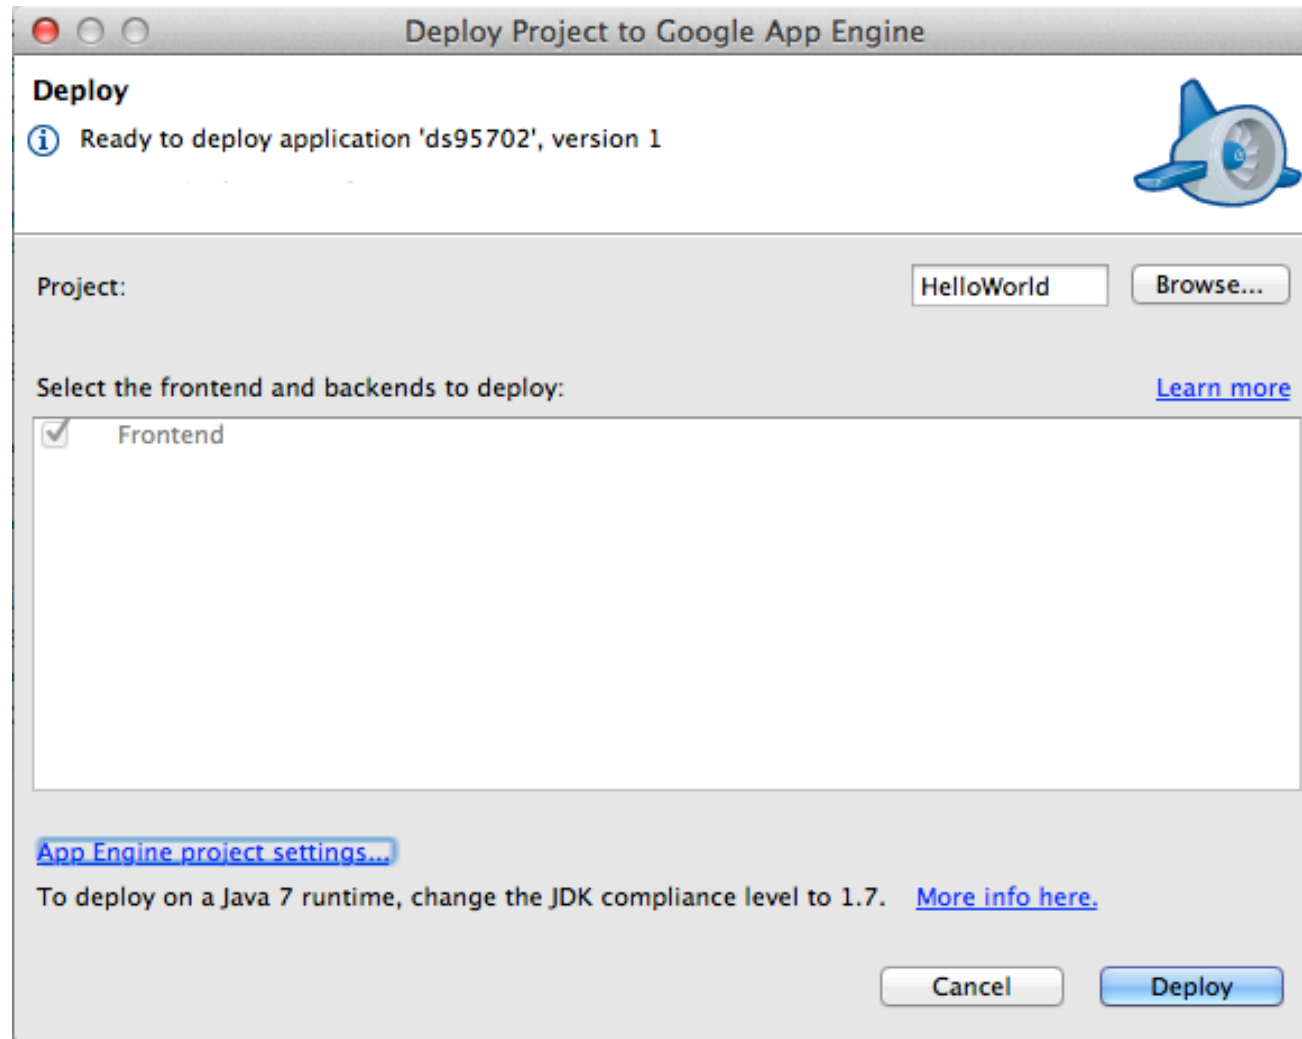 Deploy Project to Google App Engine
Deploy
Ready to deploy application 'ds95702', version 1
Project:
HelloWorld
Browse...
Select the frontend and backends to deploy:
Learn more
Frontend
App Engine project settings...
To deploy on a Java 7 runtime, change the JDK compliance level to 1.7. More info here.
Cancel
Deploy